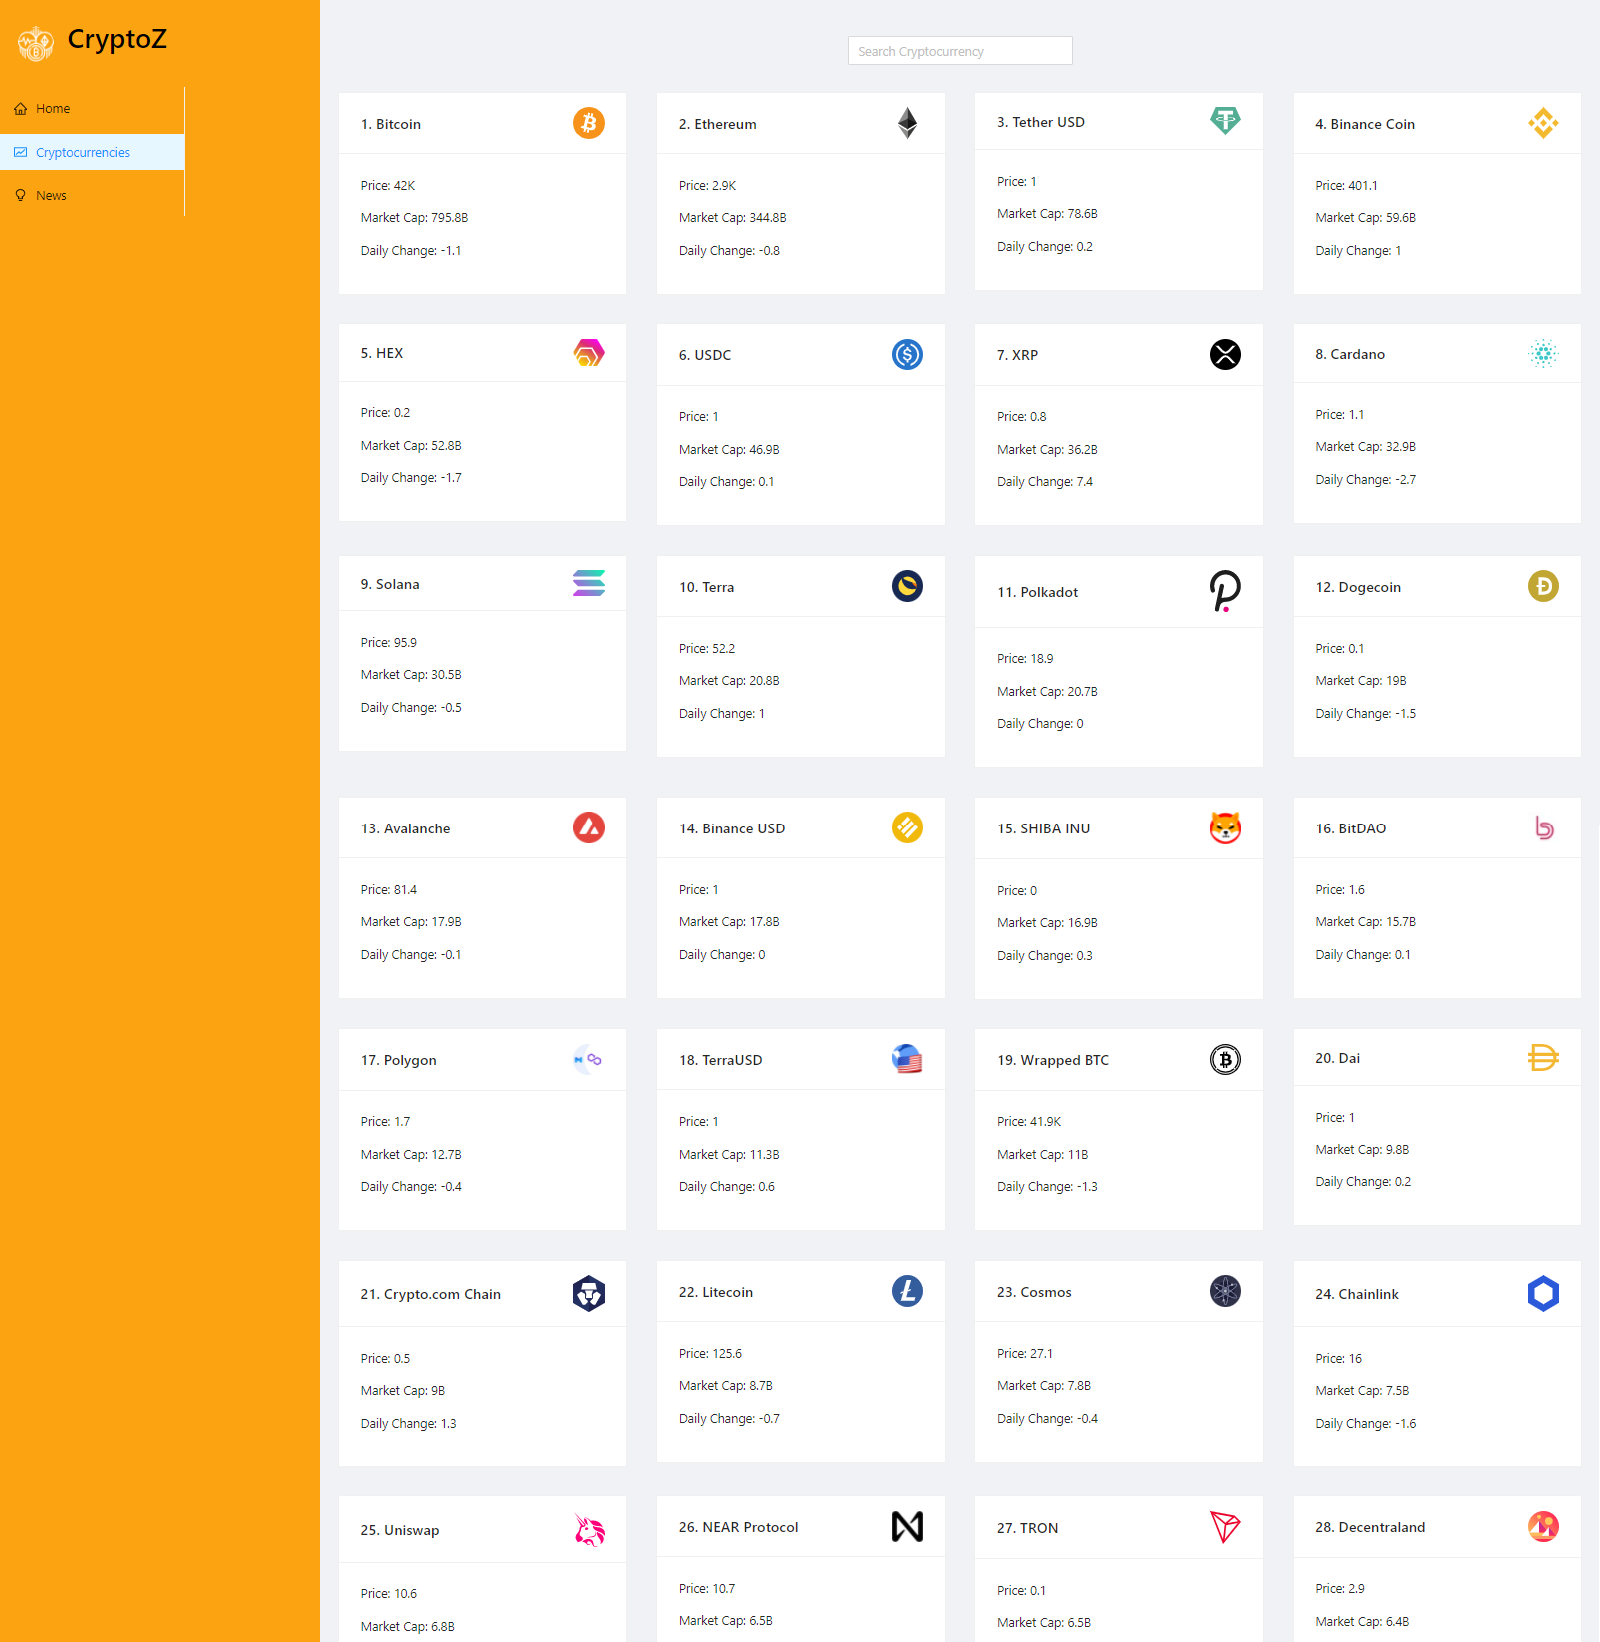 CryptoZ
Home
Cryptocurrencies
News
Search Cryptocurrency
1. Bitcoin
Price: 42K
Market Cap: 795.8B
Daily Change: -1.1
2. Ethereum
Price: 2.9K
Market Cap: 344.8B
Daily Change: -0.8
3. Tether USD
Price: 1
Market Cap: 78.6B
Daily Change: 0.2
4. Binance Coin
Price: 401.1
Market Cap: 59.6B
Daily Change: 1
5. HEX
Price: 0.2
Market Cap: 52.8B
Daily Change: -1.7
6. USDC
Price: 1
Market Cap: 46.9B
Daily Change: 0.1
7. XRP
Price: 0.8
Market Cap: 36.2B
Daily Change: 7.4
8. Cardano
Price: 1.1
Market Cap: 32.9B
Daily Change: -2.7
9. Solana
Price: 95.9
Market Cap: 30.5B
Daily Change: -0.5
10. Terra
Price: 52.2
Market Cap: 20.8B
Daily Change: 1
11. Polkadot
Price: 18.9
Market Cap: 20.7B
Daily Change: 0
12. Dogecoin
Price: 0.1
Market Cap: 19B
Daily Change: -1.5
13. Avalanche
Price: 81.4
Market Cap: 17.9B
Daily Change: -0.1
14. Binance USD
Price: 1
Market Cap: 17.8B
Daily Change: 0
15. SHIBA INU
Price: 0
Market Cap: 16.9B
Daily Change: 0.3
16. BitDAO
Price: 1.6
Market Cap: 15.7B
Daily Change: 0.1
17. Polygon
Price: 1.7
Market Cap: 12.7B
Daily Change: -0.4
18. TerraUSD
Price: 1
Market Cap: 11.3B
Daily Change: 0.6
19. Wrapped BTC
Price: 41.9K
Market Cap: 11B
Daily Change: -1.3
20. Dai
Price: 1
Market Cap: 9.8B
Daily Change: 0.2
21. Crypto.com Chain
Price: 0.5
Market Cap: 9B
Daily Change: 1.3
22. Litecoin
Price: 125.6
Market Cap: 8.7B
Daily Change: -0.7
23. Cosmos
Price: 27.1
Market Cap: 7.8B
Daily Change: -0.4
24. Chainlink
Price: 16
Market Cap: 7.5B
Daily Change: -1.6
25. Uniswap
Price: 10.6
Market Cap: 6.8B
26. NEAR Protocol
Price: 10.7
Market Cap: 6.5B
27. TRON
Price: 0.1
Market Cap: 6.5B
28. Decentraland
Price: 2.9
Market Cap: 6.4B